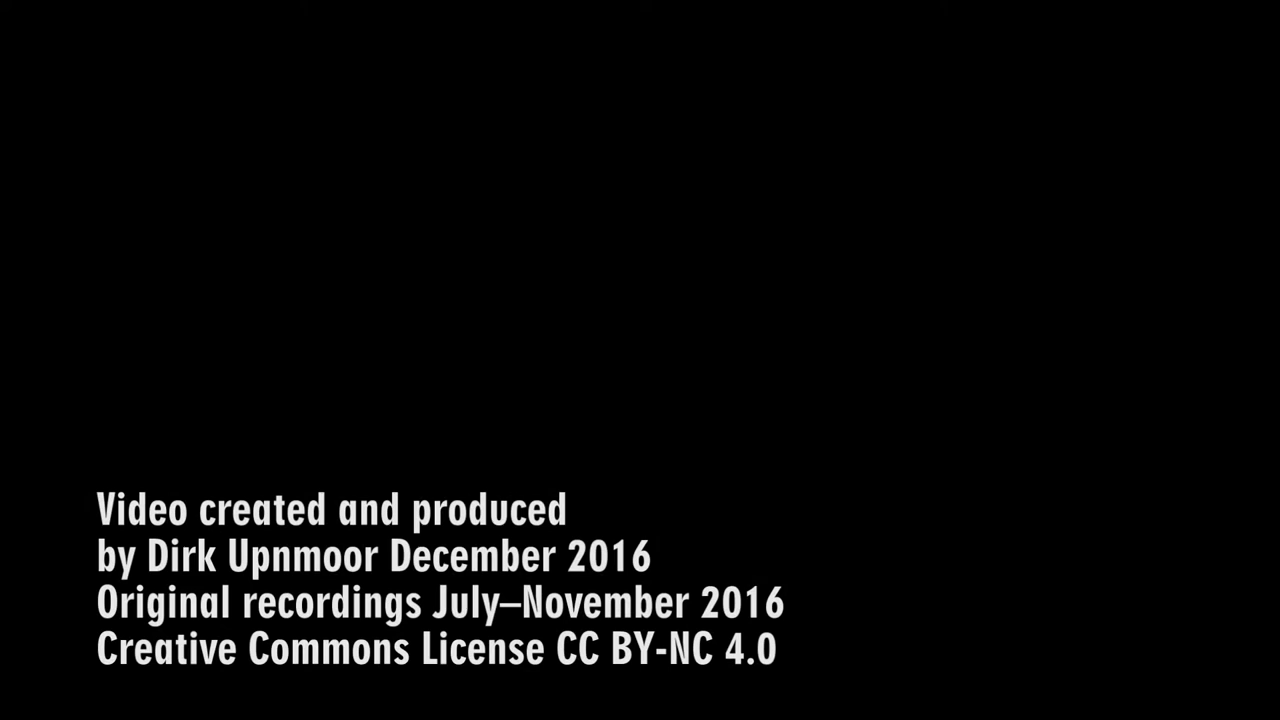 Video created and produced
by Dirk Upnmoor December 2016
Original recordings July–November 2016
Creative Commons License CC BY-NC 4.0